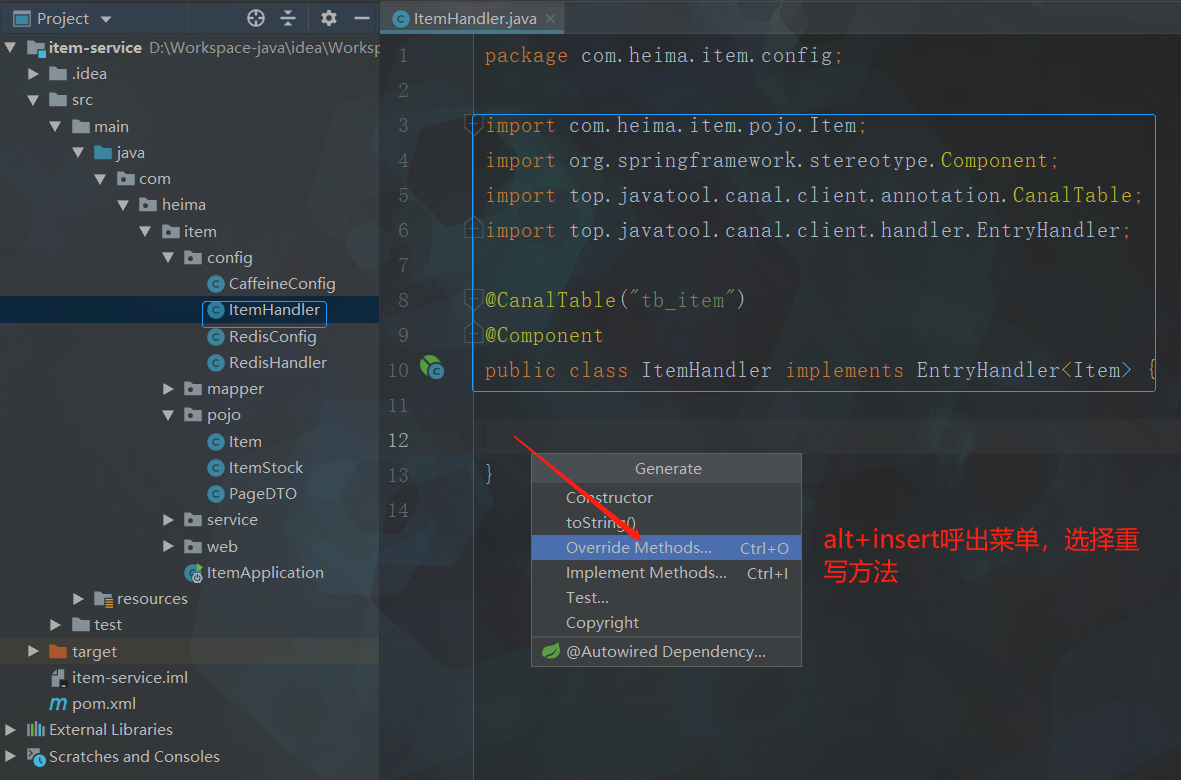 Project
item-service D:\Workspace-java\idea\Worksp
.idea
src
main
java
com
heima
item
config
CaffeineConfig
ItemHandler
RedisConfig
RedisHandler
mapper
pojo
Item
ItemStock
PageDTO
service
web
ItemApplication
resources
test
target
item-service.iml
pom.xml
External Libraries
Scratches and Consoles
ItemHandler.java
1 package com.heima.item.config;
2
3 import com.heima.item.pojo.Item;
4 import org.springframework.stereotype.Component;
5 import top.javatool.canal.client.annotation.CanalTable;
6 import top.javatool.canal.client.handler.EntryHandler;
7
8 @CanalTable("tb_item")
9 @Component
10 public class ItemHandler implements EntryHandler<Item> {
11
12
13 }
14
Generate
Constructor
toString()
Override Methods... Ctrl+O
Implement Methods... Ctrl+I
Test...
Copyright
@Autowired Dependency...
alt+insert呼出菜单，选择重
写方法